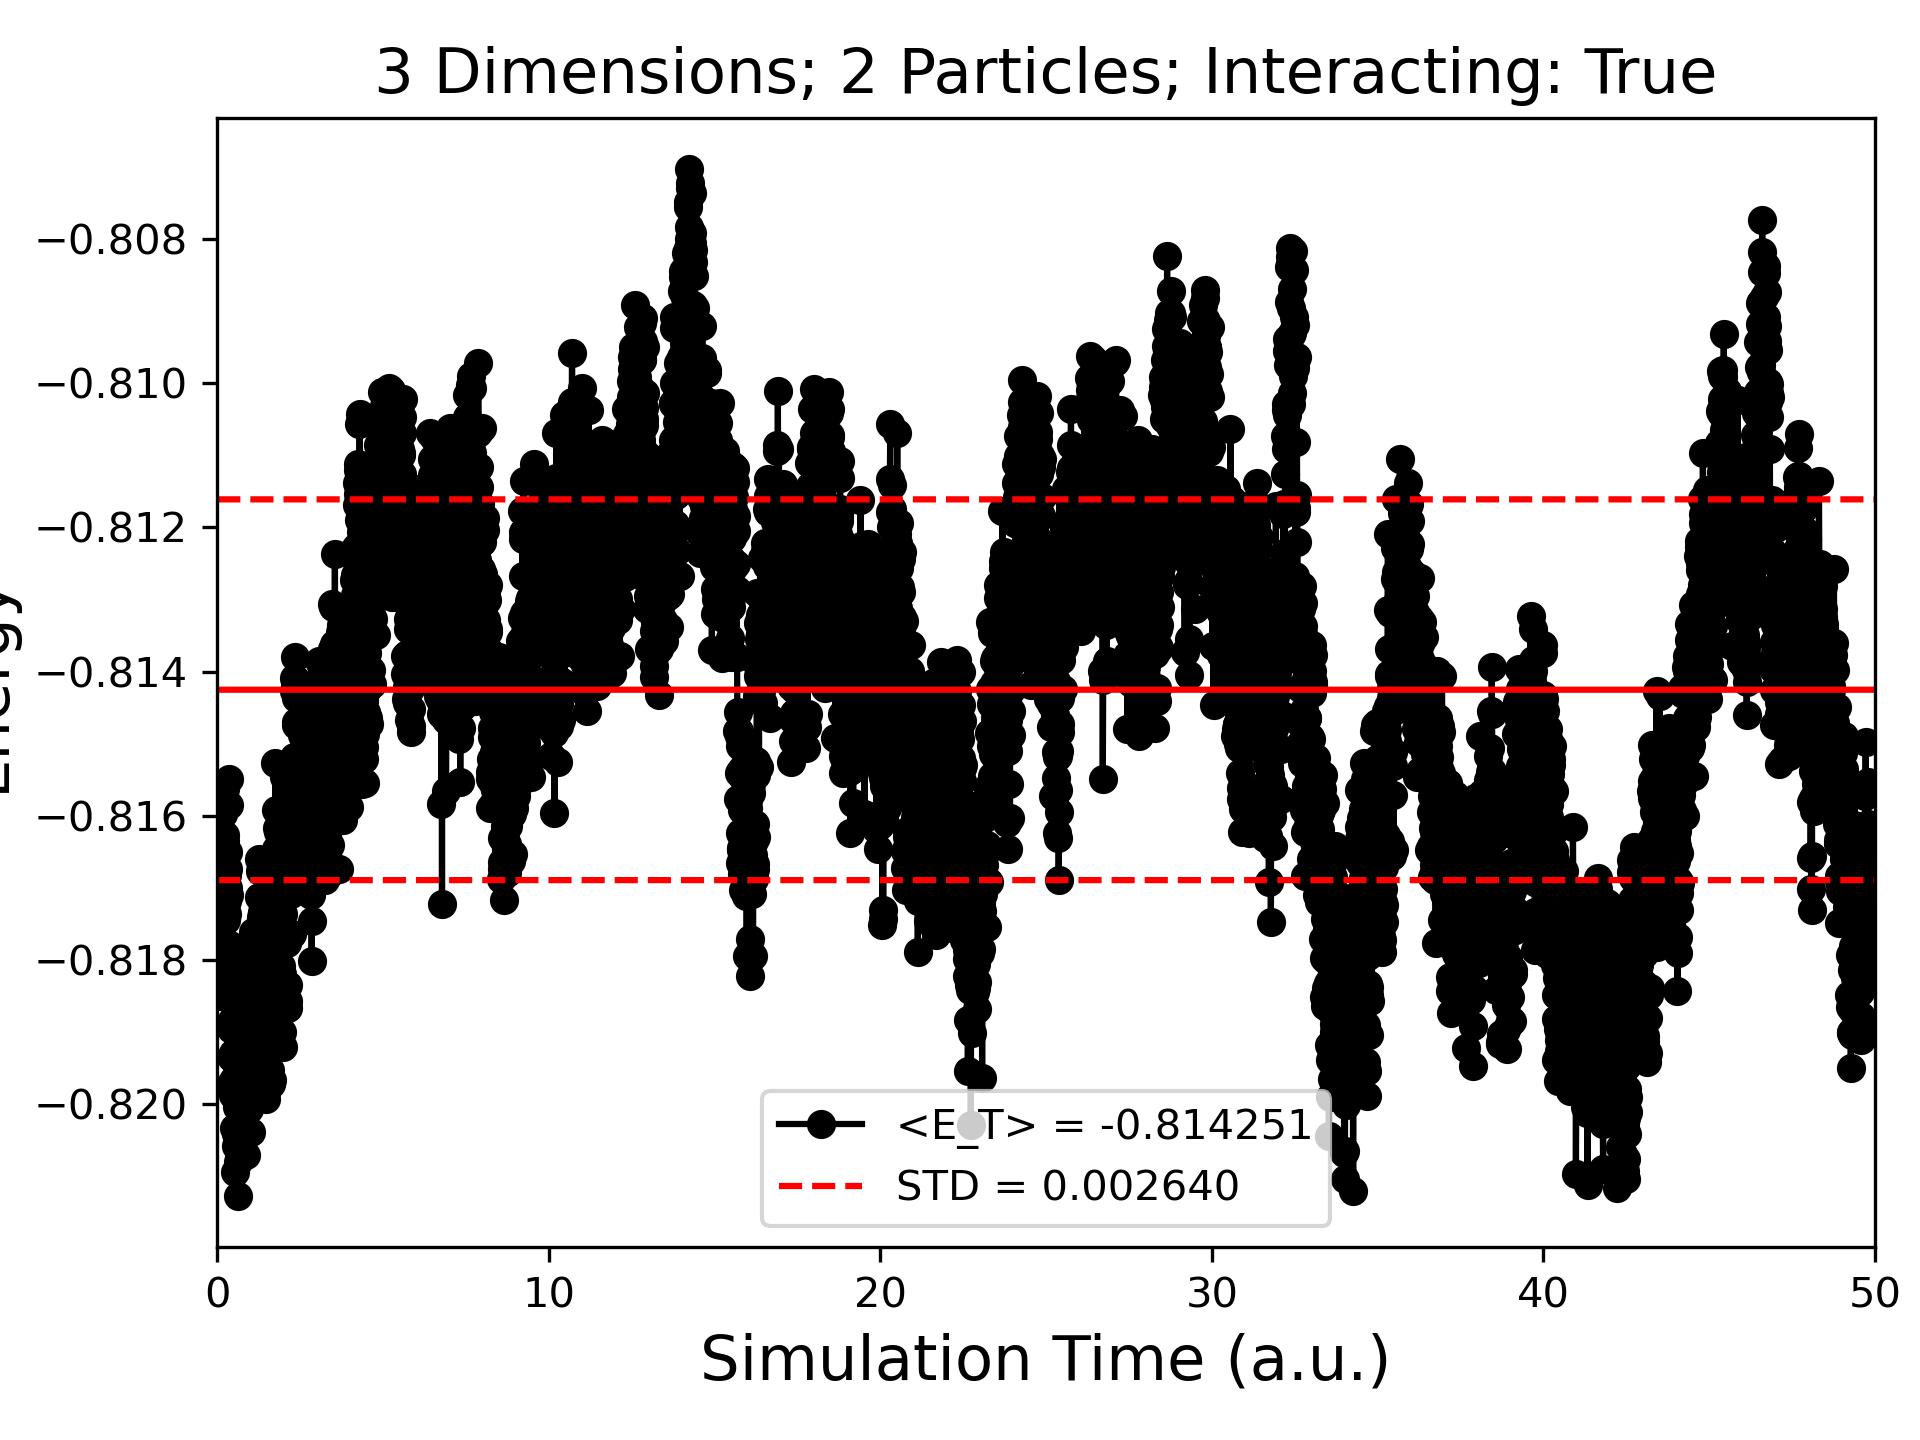 3 Dimensions; 2 Particles; Interacting: True
Energy
−0.808
−0.810
−0.812
−0.814
−0.816
−0.818
−0.820
<E_T> = -0.814251
STD = 0.002640
0 10 20 30 40 50
Simulation Time (a.u.)